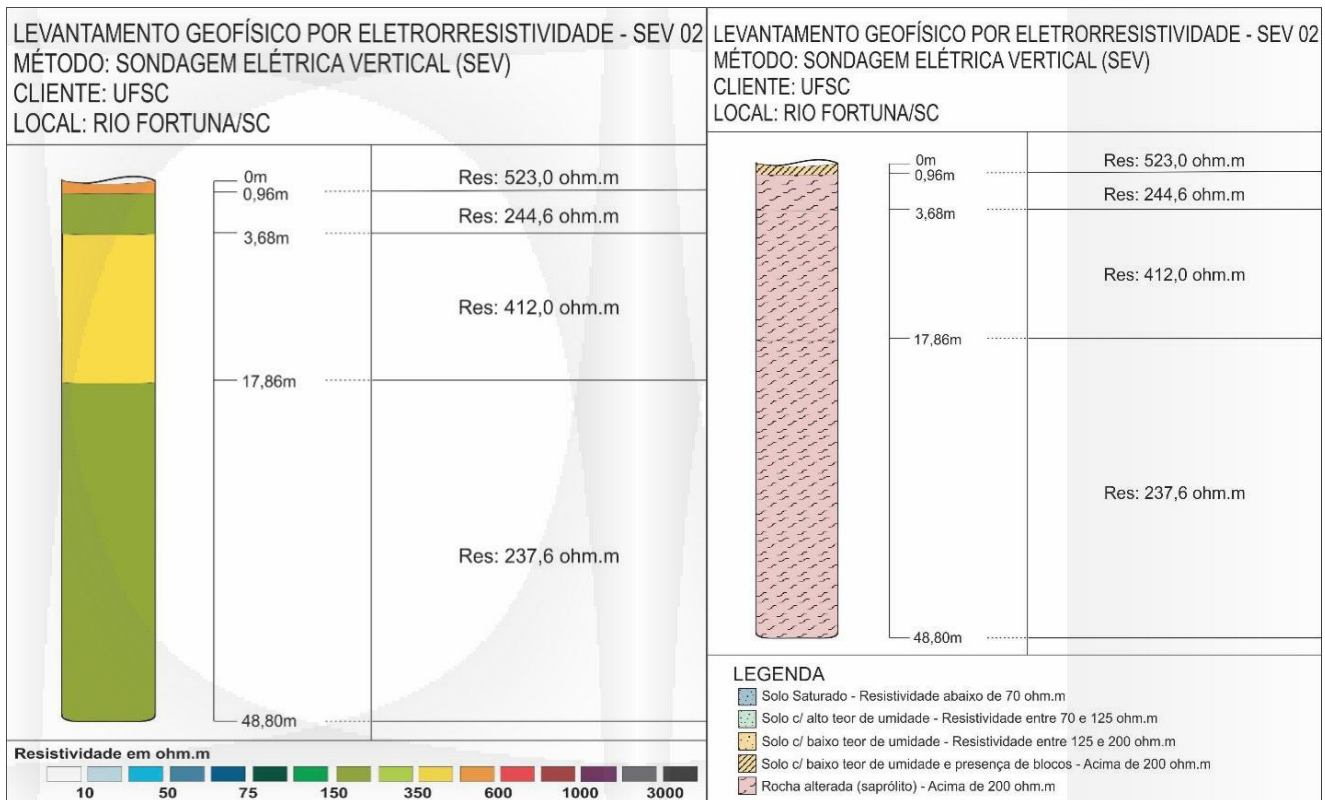 LEVANTAMENTO GEOFÍSICO POR ELETRORRESISTIVIDADE - SEV 02
MÉTODO: SONDAGEM ELÉTRICA VERTICAL (SEV)
CLIENTE: UFSC
LOCAL: RIO FORTUNA/SC
0m
Res: 523,0 ohm.m
0,96m
Res: 244,6 ohm.m
3,68m
Res: 412,0 ohm.m
17,86m
Res: 237,6 ohm.m
48,80m
Resistividade em ohm.m
10 50 75 150 350 600 1000 3000
LEVANTAMENTO GEOFÍSICO POR ELETRORRESISTIVIDADE - SEV 02
MÉTODO: SONDAGEM ELÉTRICA VERTICAL (SEV)
CLIENTE: UFSC
LOCAL: RIO FORTUNA/SC
0m
Res: 523,0 ohm.m
0,96m
Res: 244,6 ohm.m
3,68m
Res: 412,0 ohm.m
17,86m
Res: 237,6 ohm.m
48,80m
LEGENDA
Solo Saturado - Resistividade abaixo de 70 ohm.m
Solo c/ alto teor de umidade - Resistividade entre 70 e 125 ohm.m
Solo c/ baixo teor de umidade - Resistividade entre 125 e 200 ohm.m
Solo c/ baixo teor de umidade e presença de blocos - Acima de 200 ohm.m
Rocha alterada (saprólito) - Acima de 200 ohm.m